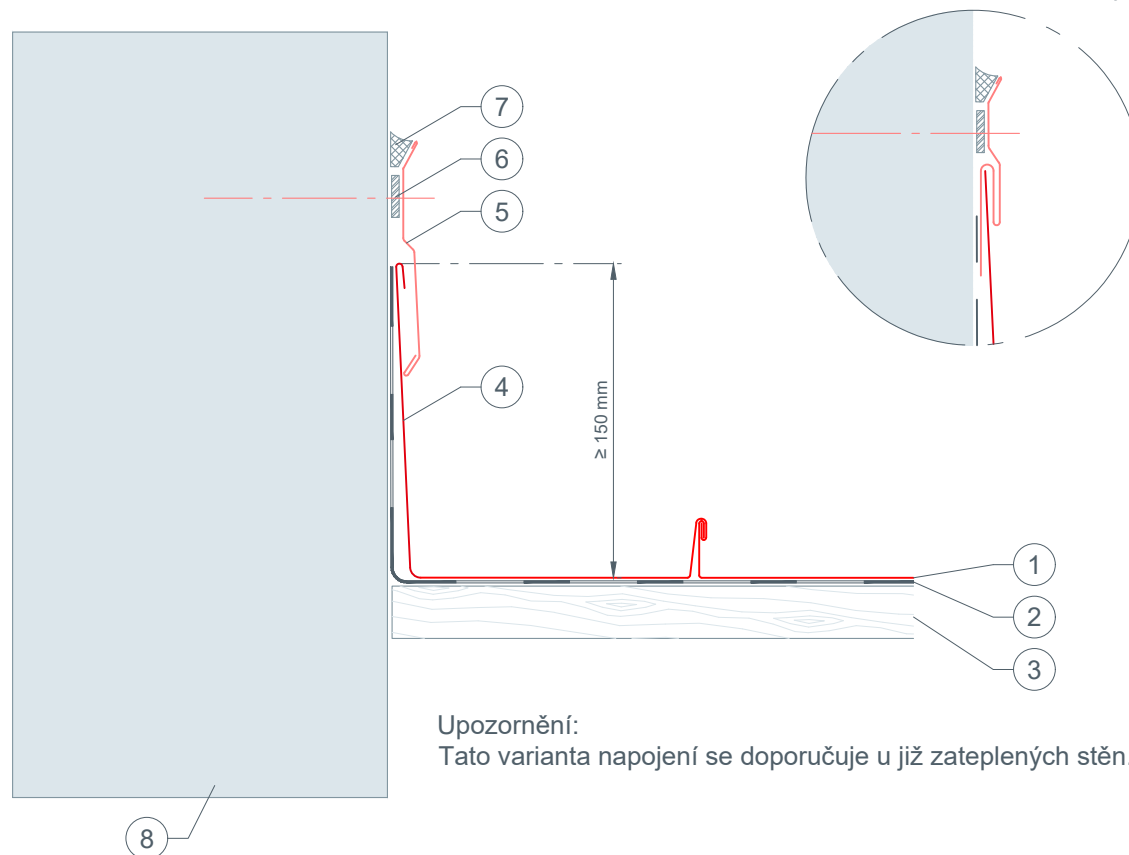 7
6
5
4
≥ 150 mm
1
2
3
Upozornění:
Tato varianta napojení se doporučuje u již zateplených stěn.
8